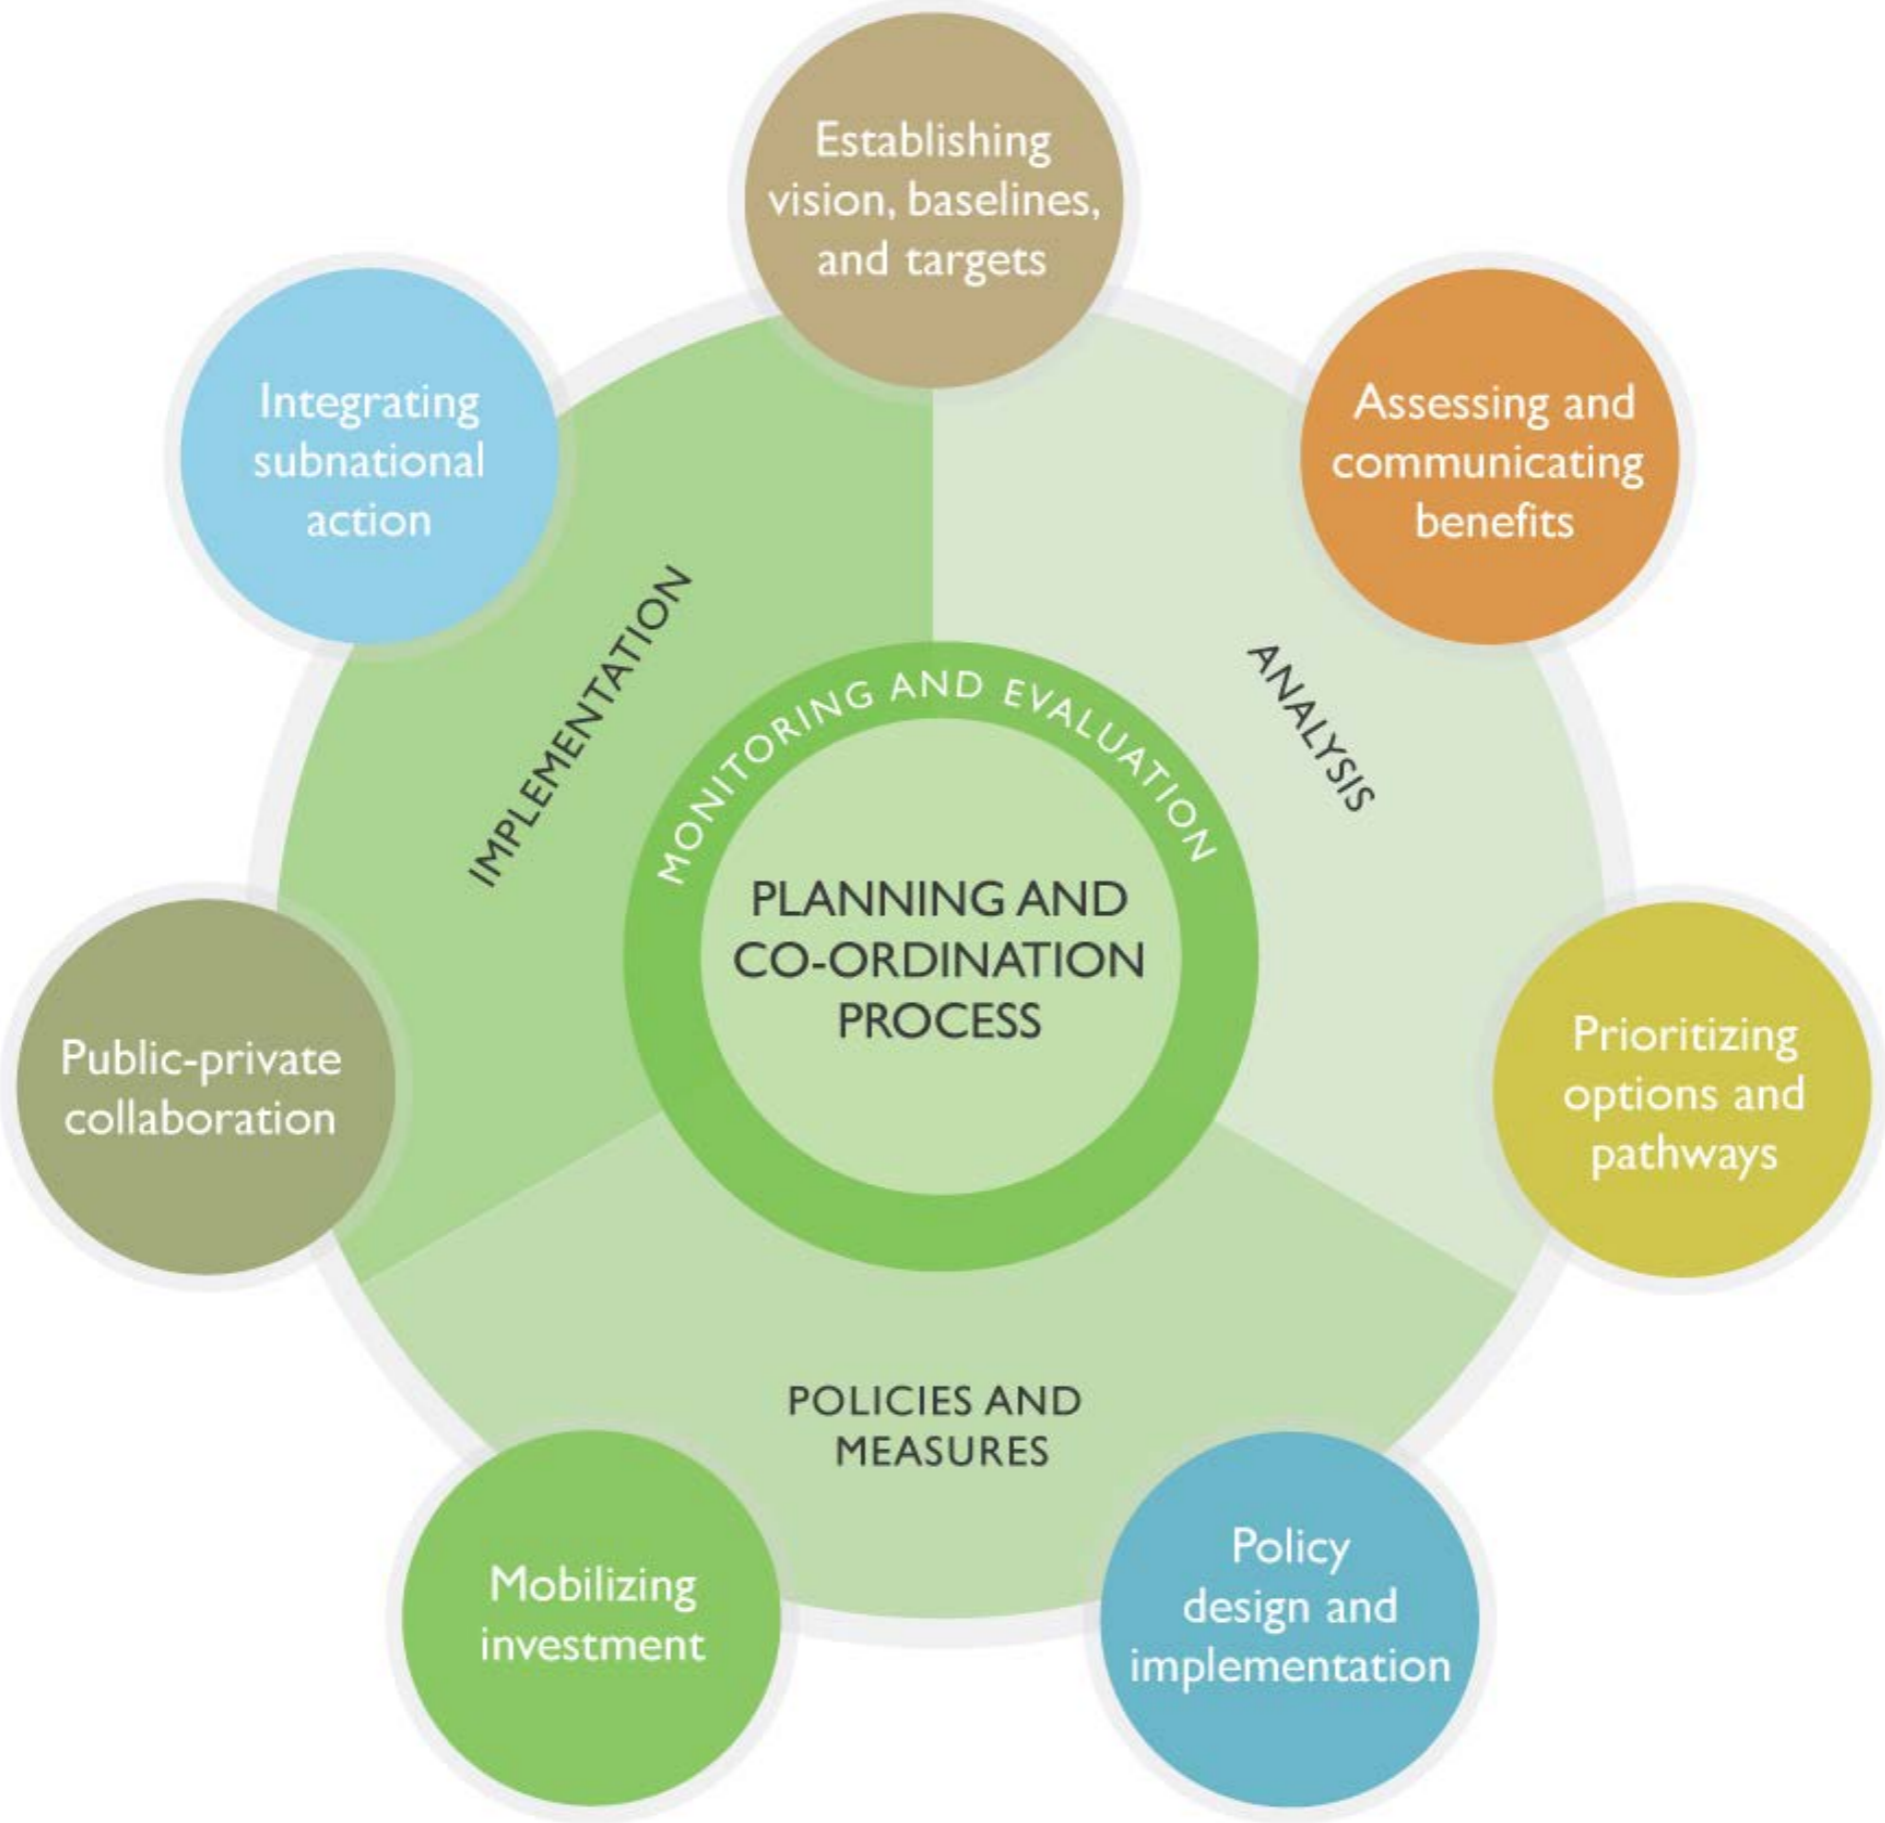 Establishing
vision, baselines,
and targets
Integrating
subnational
action
Assessing and
communicating
benefits
IMPLEMENTATION
ANALYSIS
MONITORING AND EVALUATION
PLANNING AND
CO-ORDINATION
PROCESS
Public-private
collaboration
Prioritizing
options and
pathways
POLICIES AND
MEASURES
Mobilizing
investment
Policy
design and
implementation